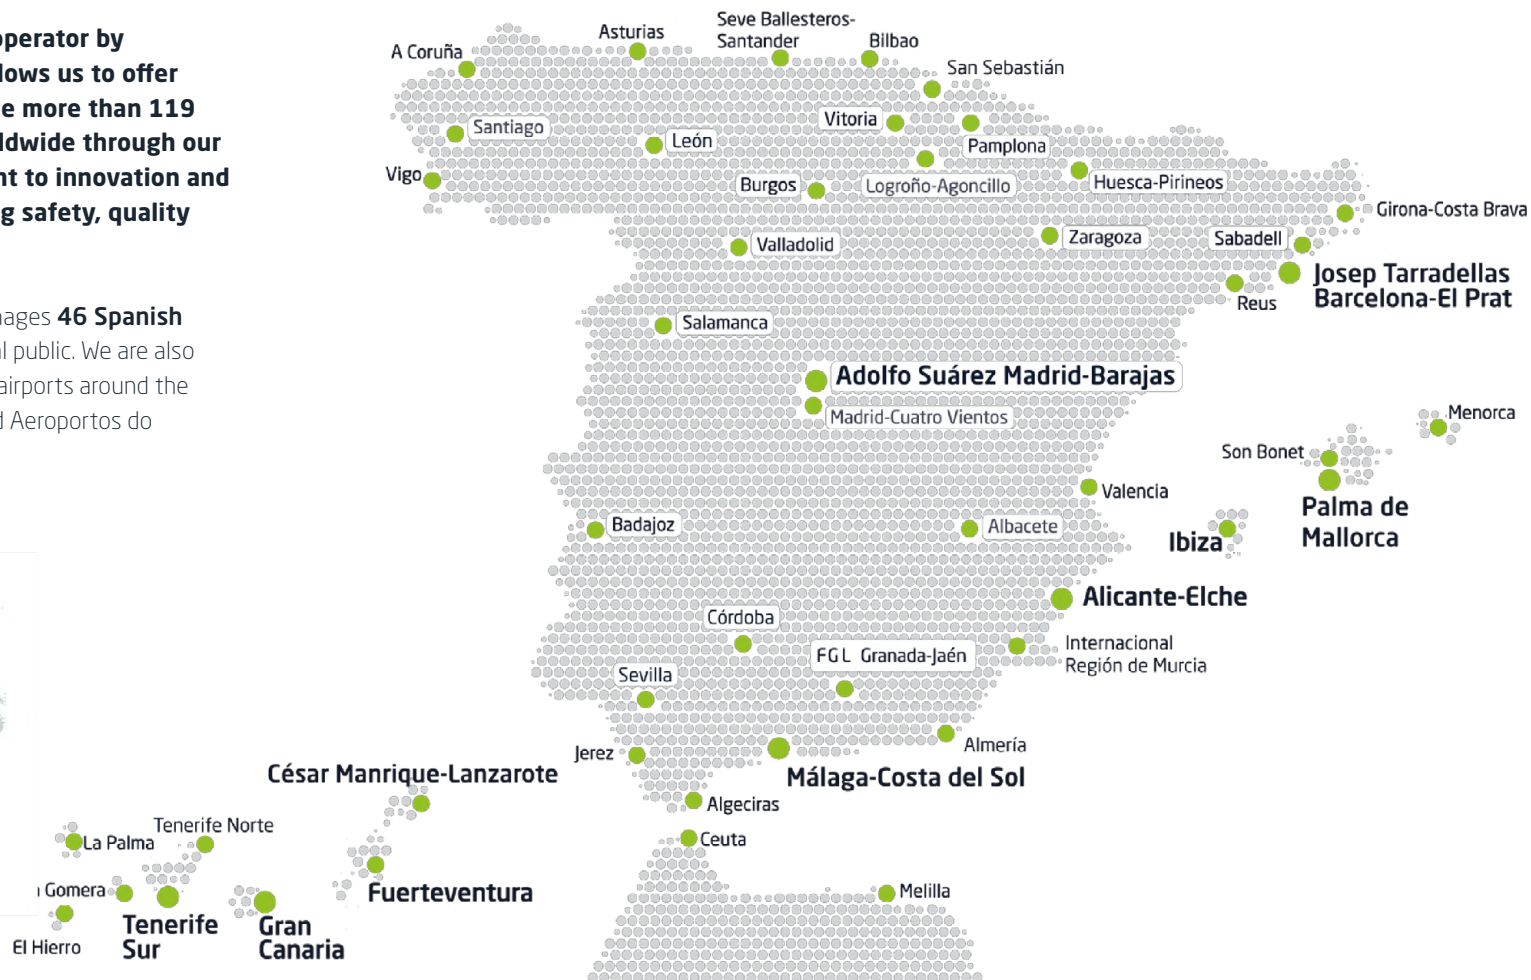 operator by
lows us to offer
e more than 119
ldwide through our
nt to innovation and
ng safety, quality
nages 46 Spanish
al public. We are also
airports around the
d Aeroportos do
A Coruña
Asturias
Seve Ballesteros-
Santander
Bilbao
San Sebastián
Santiago
León
Vitoria
Pamplona
Vigo
Burgos
Logroño-Agoncillo
Huesca-Pirineos
Girona-Costa Brava
Valladolid
Zaragoza
Sabadell
Josep Tarradellas
Barcelona-El Prat
Reus
Salamanca
Adolfo Suárez Madrid-Barajas
Madrid-Cuatro Vientos
Menorca
Son Bonet
Palma de
Mallorca
Valencia
Badajoz
Albacete
Ibiza
Alicante-Elche
Córdoba
FGL Granada-Jaén
Internacional
Región de Murcia
Sevilla
Jerez
Almería
Málaga-Costa del Sol
César Manrique-Lanzarote
Algeciras
Ceuta
Tenerife Norte
La Palma
Gomera
Fuerteventura
Melilla
Tenerife
Sur
Gran
Canaria
El Hierro